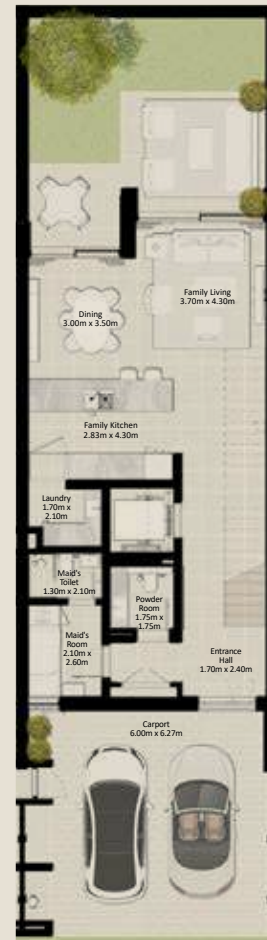 Family Living
3.70m x 4.30m
Dining
3.00m x 3.50m
Family Kitchen
2.83m x 4.30m
Laundry
1.70m x
2.10m
Maid's
Toilet
1.30m x 2.10m
Powder
Room
1.75m x
1.75m
Maid's
Room
2.10m x
2.60m
Entrance
Hall
1.70m x 2.40m
Carport
6.00m x 6.27m